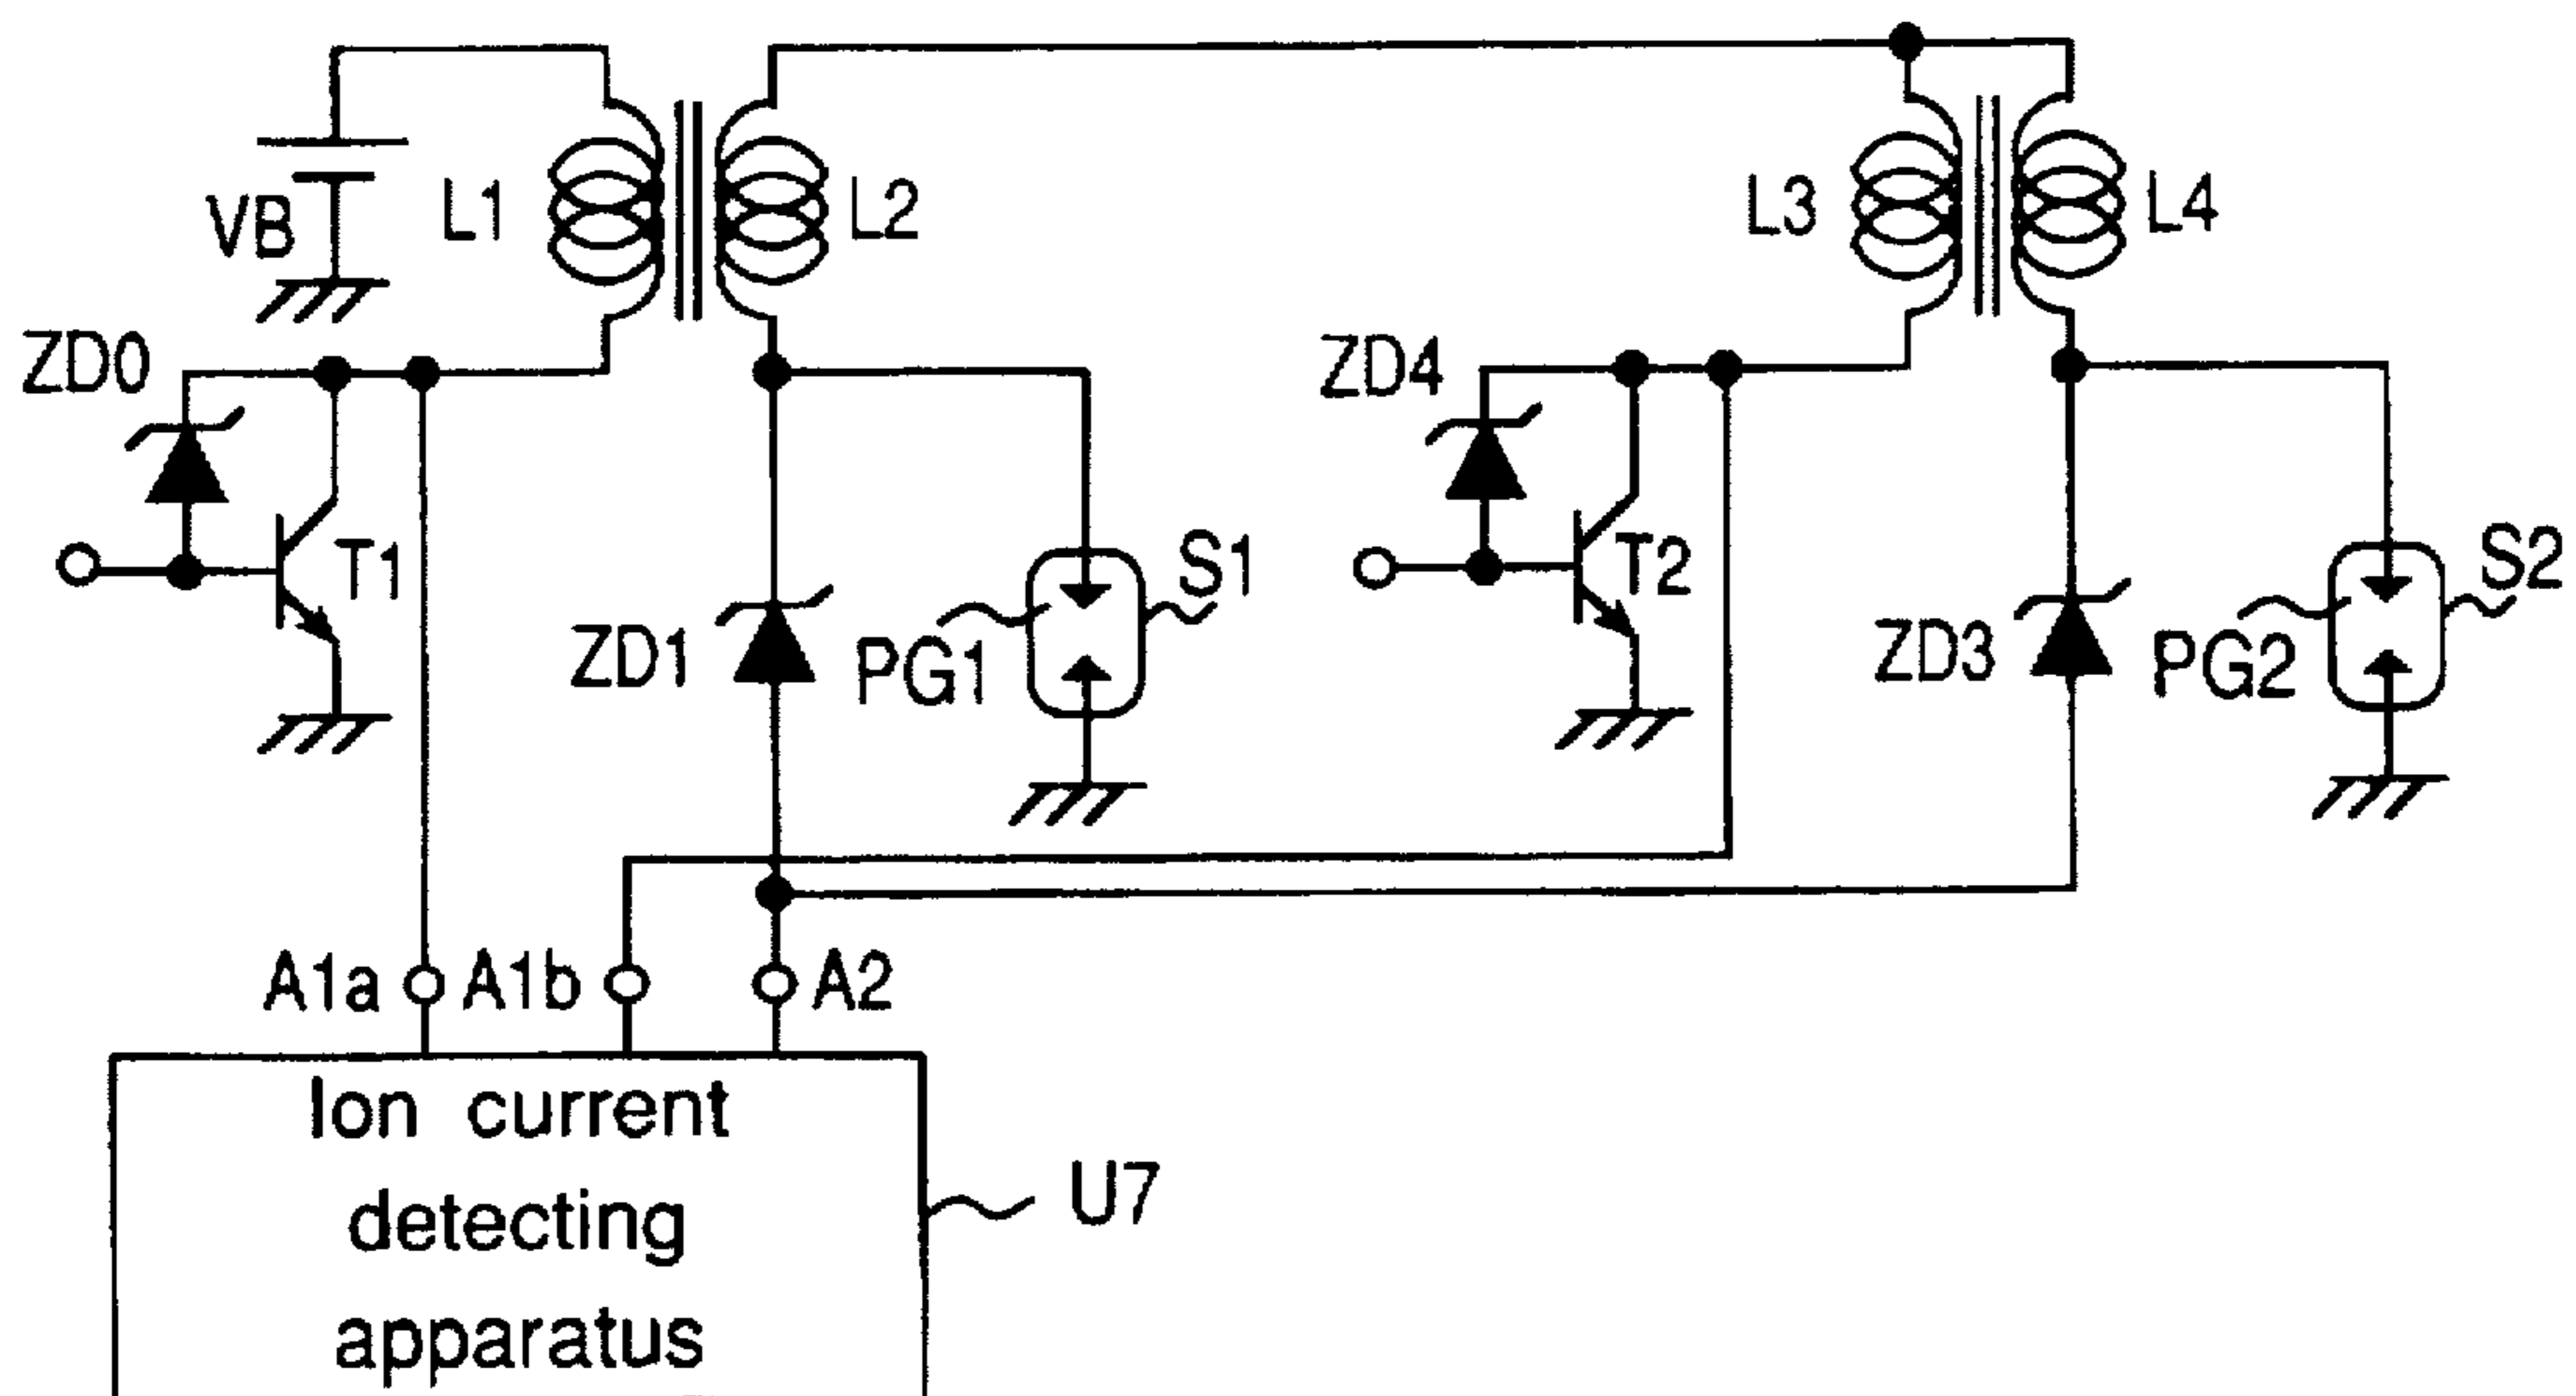 VB
L1
L2
L3
L4
ZD0
ZD4
T1
S1
T2
S2
ZD1
PG1
ZD3
PG2
A1a
A1b
A2
Ion current
detecting
apparatus
U7